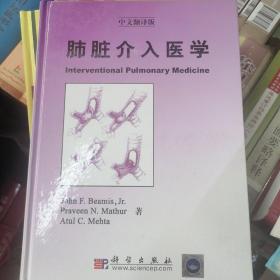 中文翻译版
肺脏介入医学
Interventional Pulmonary Medicine
John F. Beamis, Jr.
Praveen N. Mathur 著
Atul C. Mehta
科学出版社
www.sciencep.com